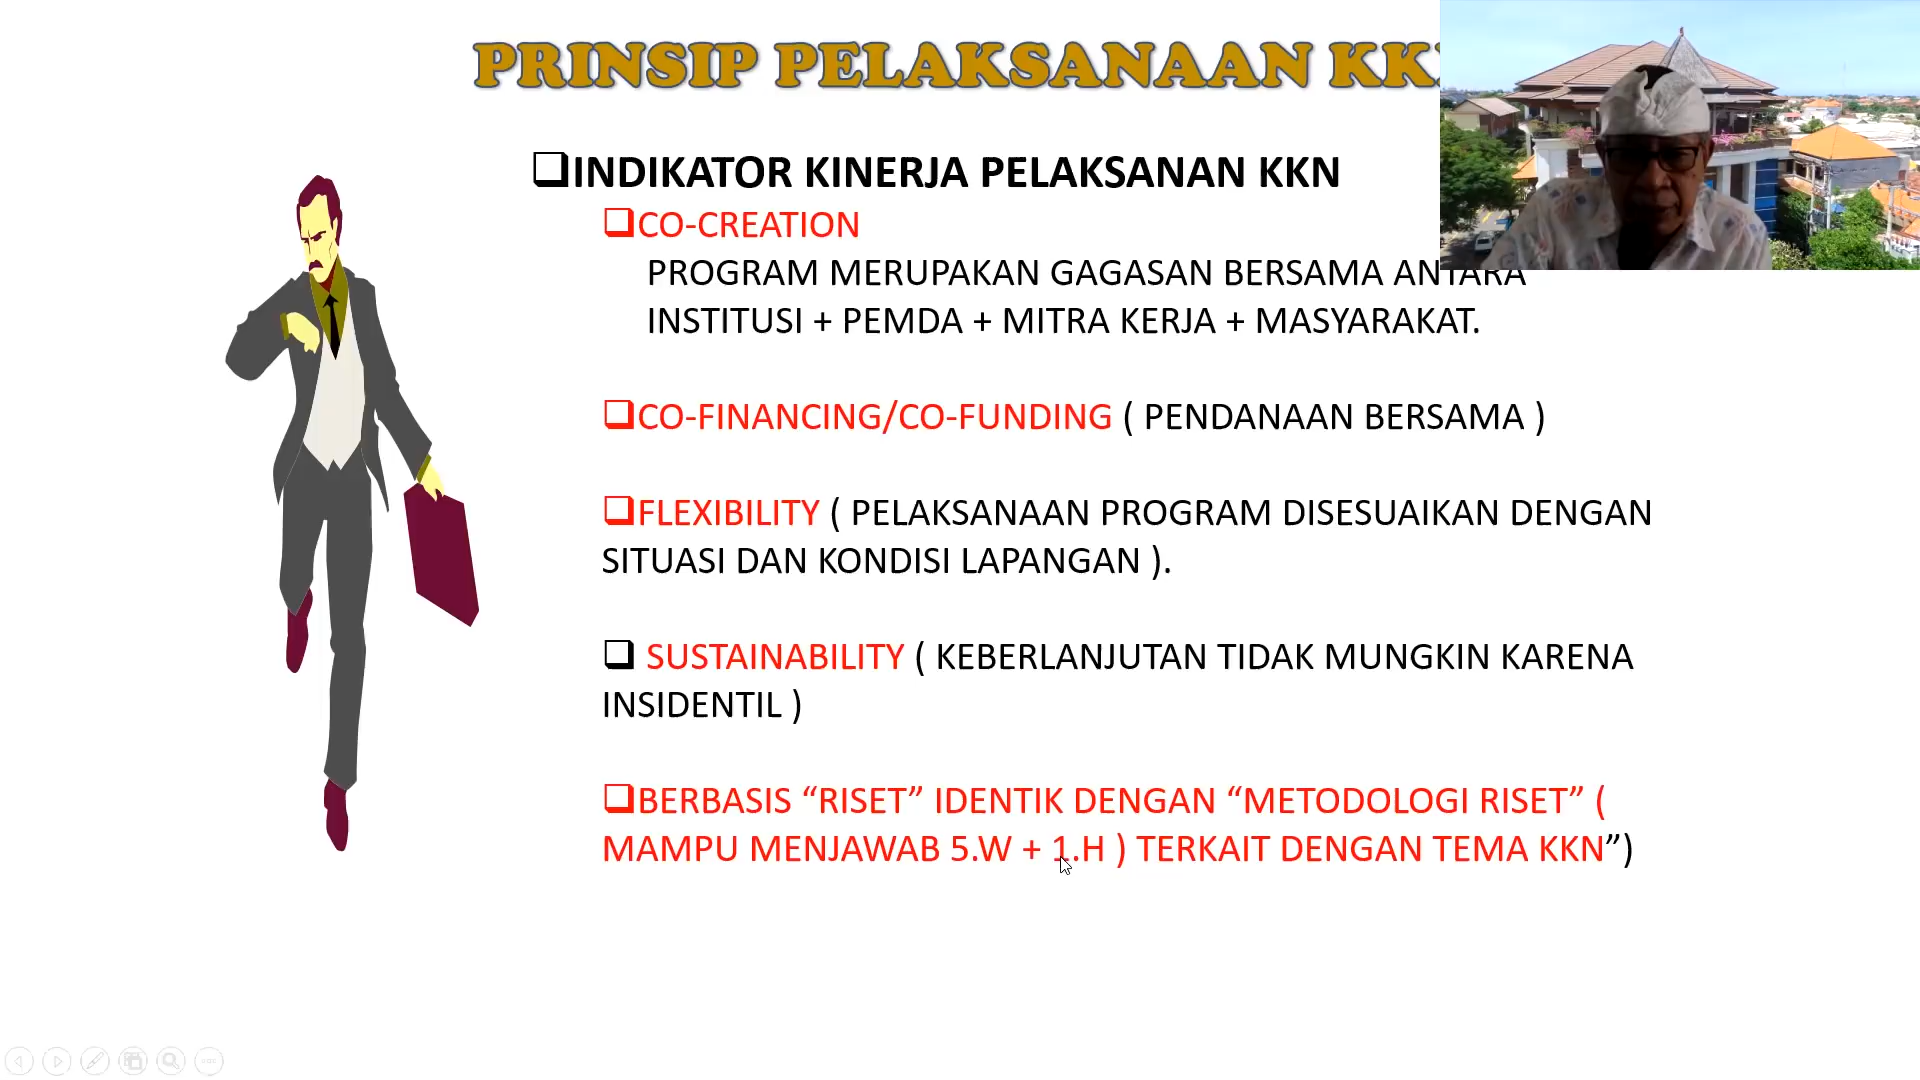 PRINSIP PELAKSANAAN KK
INDIKATOR KINERJA PELAKSANAN KKN
CO-CREATION
PROGRAM MERUPAKAN GAGASAN BERSAMA ANTARA
INSTITUSI + PEMDA + MITRA KERJA + MASYARAKAT.
CO-FINANCING/CO-FUNDING ( PENDANAAN BERSAMA )
FLEXIBILITY ( PELAKSANAAN PROGRAM DISESUAIKAN DENGAN
SITUASI DAN KONDISI LAPANGAN ).
SUSTAINABILITY ( KEBERLANJUTAN TIDAK MUNGKIN KARENA
INSIDENTIL )
BERBASIS “RISET” IDENTIK DENGAN “METODOLOGI RISET” (
MAMPU MENJAWAB 5.W + 1.H ) TERKAIT DENGAN TEMA KKN”)